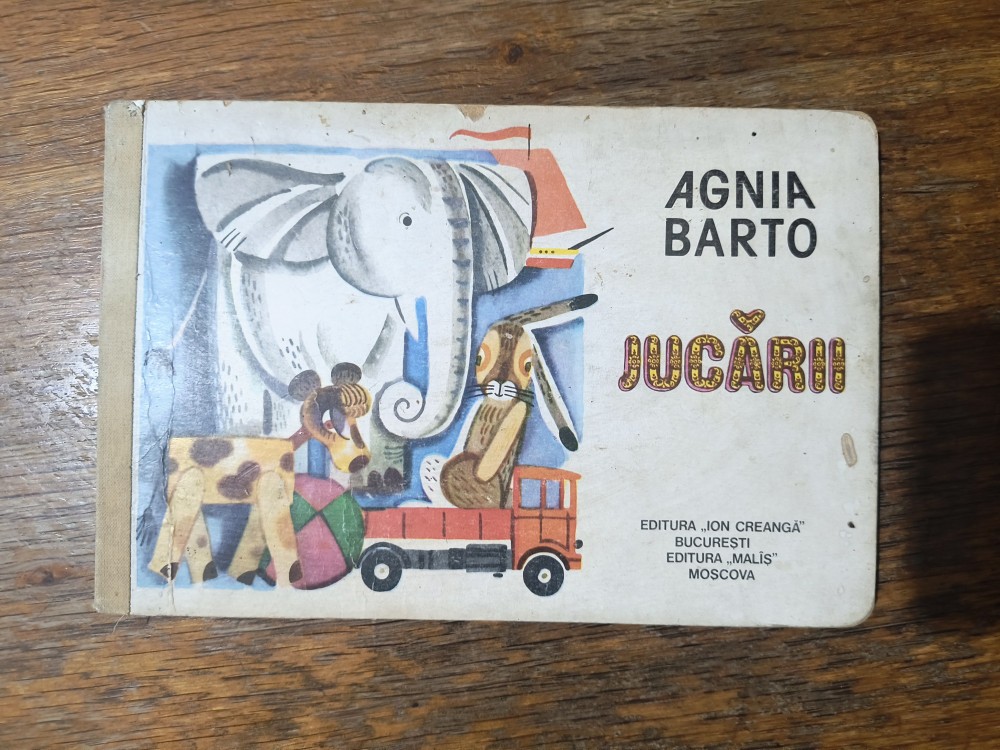 AGNIA
BARTO
JUCĂRII
EDITURA „ION CREANGĂ”
BUCUREȘTI
EDITURA „MALÎȘ”
MOSCOVA